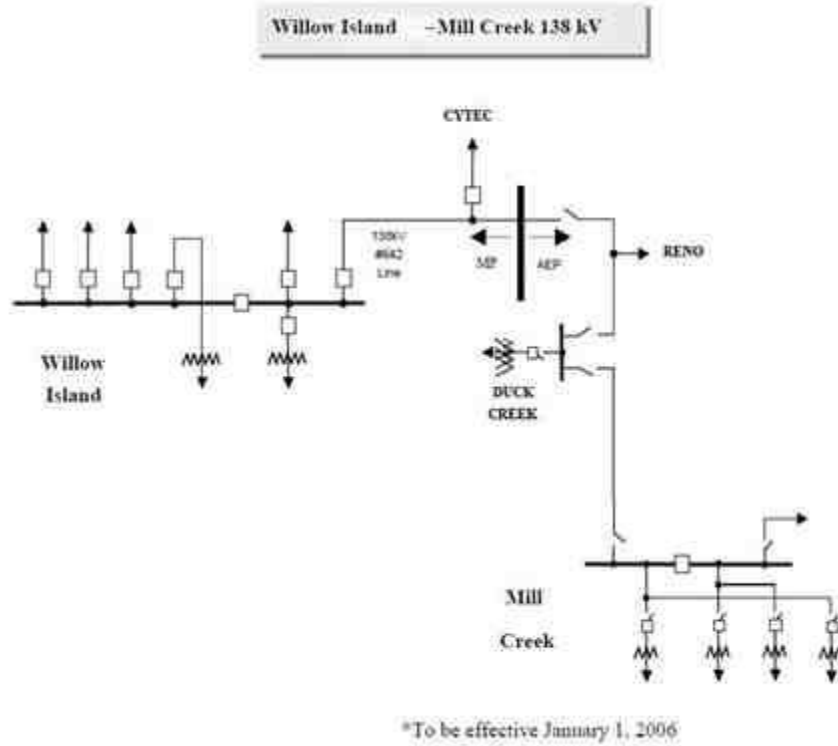 Willow Island –Mill Creek 138 kV
CYTEC
138kV
#642
Line
MP
AEP
RENO
Willow
Island
DUCK
CREEK
Mill
Creek
*To be effective January 1, 2006